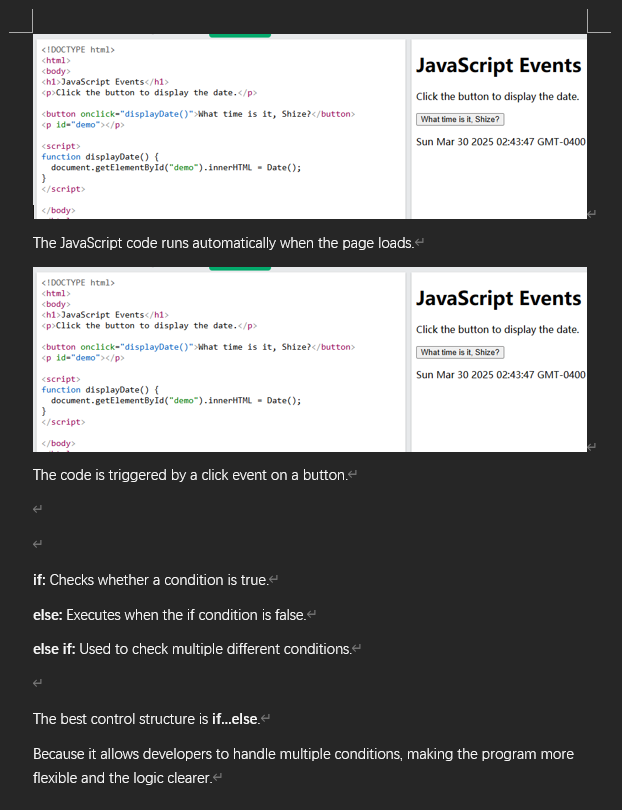 <!DOCTYPE html>
<html>
<body>
<h1>JavaScript Events</h1>
<p>Click the button to display the date.</p>
<button onclick="displayDate()">What time is it, Shize?</button>
<p id="demo"></p>
<script>
function displayDate() {
document.getElementById("demo").innerHTML = Date();
}
</script>
</body>
JavaScript Events
Click the button to display the date.
What time is it, Shize?
Sun Mar 30 2025 02:43:47 GMT-0400
The JavaScript code runs automatically when the page loads.
<!DOCTYPE html>
<html>
<body>
<h1>JavaScript Events</h1>
<p>Click the button to display the date.</p>
<button onclick="displayDate()">What time is it, Shize?</button>
<p id="demo"></p>
<script>
function displayDate() {
document.getElementById("demo").innerHTML = Date();
}
</script>
</body>
JavaScript Events
Click the button to display the date.
What time is it, Shize?
Sun Mar 30 2025 02:43:47 GMT-0400
The code is triggered by a click event on a button.
if: Checks whether a condition is true.
else: Executes when the if condition is false.
else if: Used to check multiple different conditions.
The best control structure is if...else.
Because it allows developers to handle multiple conditions, making the program more
flexible and the logic clearer.